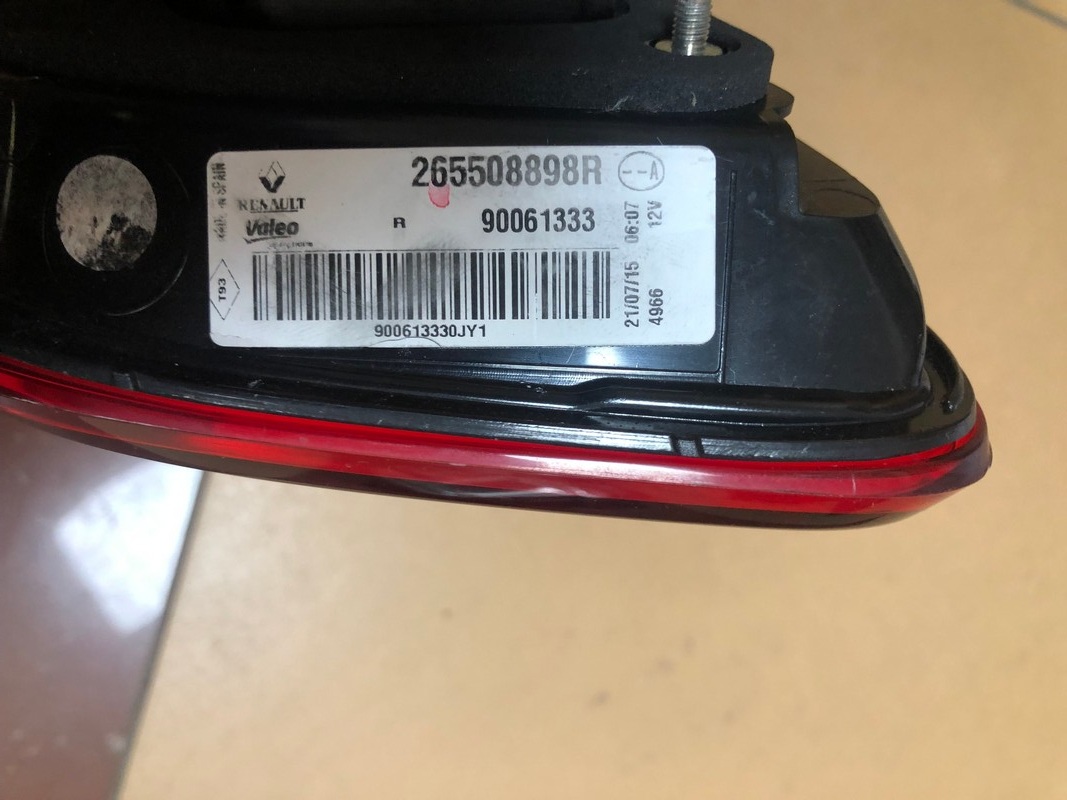 265508898R
--A
RENAULT
Valeo
R
90061333
T93
900613330JY1
21/07/15 06:07
4966 12V